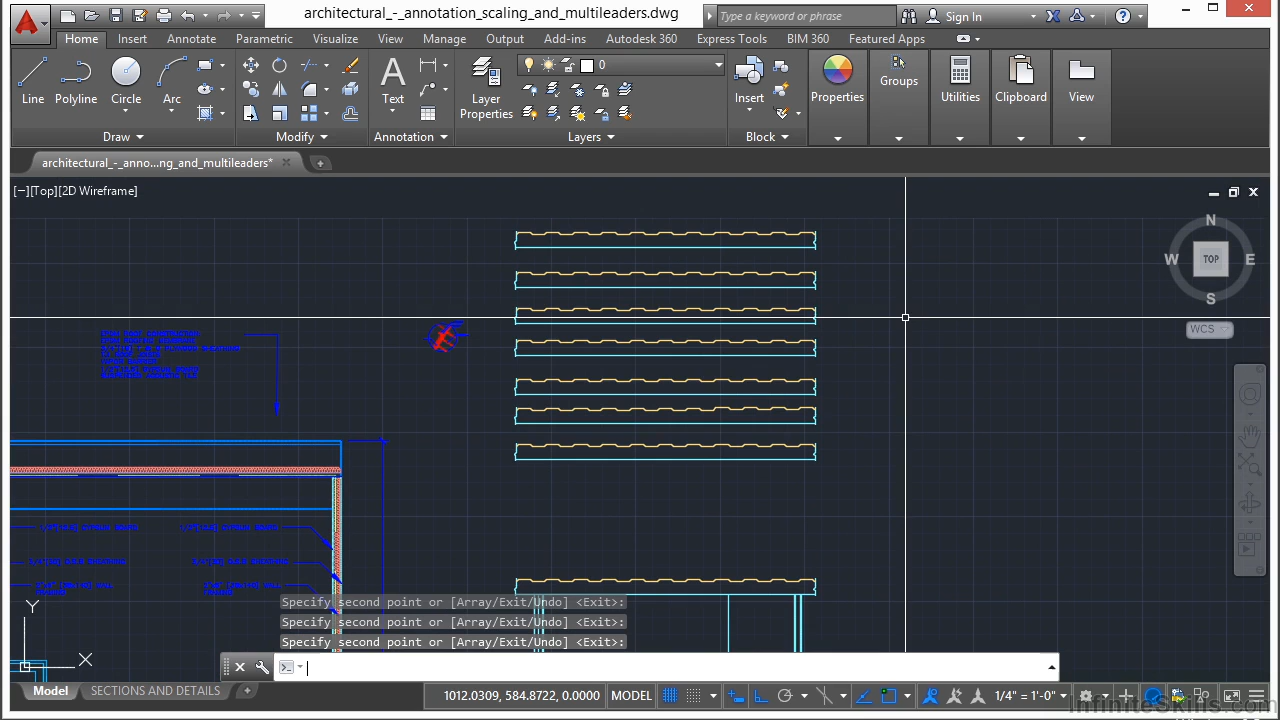 architectural_-_annotation_scaling_and_multileaders.dwg
Type a keyword or phrase
Sign In
Home Insert Annotate Parametric Visualize View Manage Output Add-ins Autodesk 360 Express Tools BIM 360 Featured Apps
0
Line Polyline Circle Arc Text Layer Properties Insert Properties Groups Utilities Clipboard View
Draw Modify Annotation Layers Block
architectural_-_anno...ng_and_multileaders*
[−][Top][2D Wireframe]
N
W TOP E
S
WCS
Specify second point or [Array/Exit/Undo] <Exit>:
Specify second point or [Array/Exit/Undo] <Exit>:
Specify second point or [Array/Exit/Undo] <Exit>:
Y
X
Model SECTIONS AND DETAILS
1012.0309, 584.8722, 0.0000 MODEL 1/4" = 1'-0"
InfiniteSkills.com